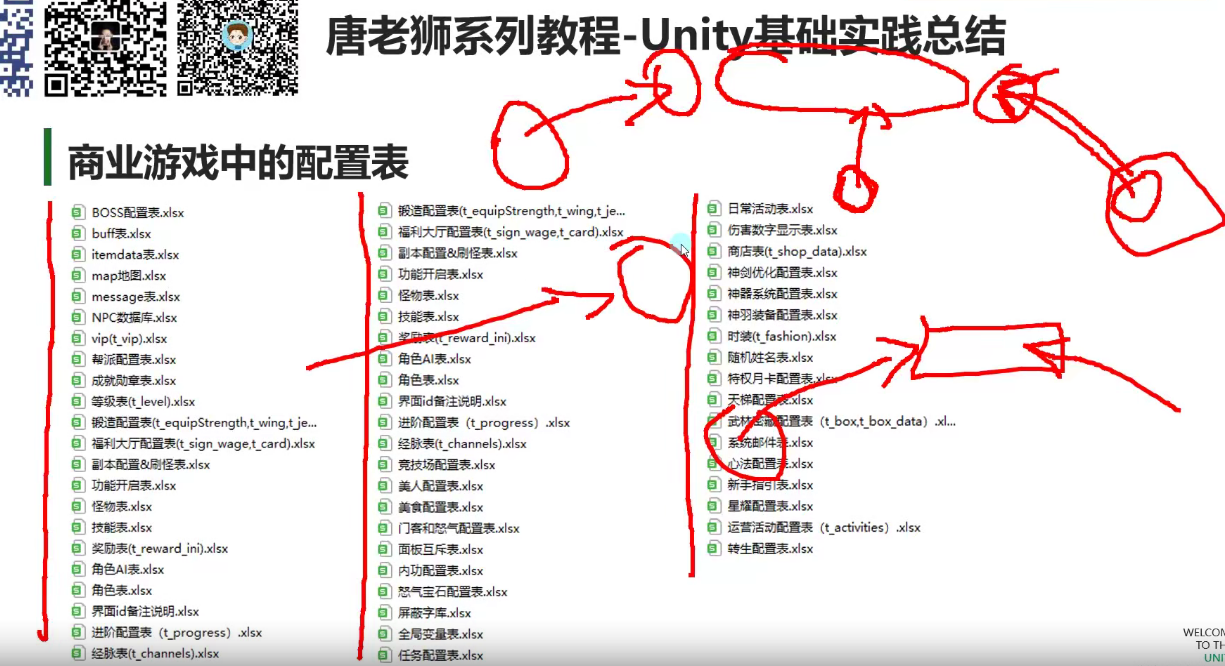 唐老狮系列教程-Unity基础实践总结
商业游戏中的配置表
BOSS配置表.xlsx
buff表.xlsx
itemdata表.xlsx
map地图.xlsx
message表.xlsx
NPC数据库.xlsx
vip(t_vip).xlsx
帮派配置表.xlsx
成就勋章表.xlsx
等级表(t_level).xlsx
锻造配置表(t_equipStrength,t_wing,t_je...
福利大厅配置表(t_sign_wage,t_card).xlsx
副本配置&刷怪表.xlsx
功能开启表.xlsx
怪物表.xlsx
技能表.xlsx
奖励表(t_reward_ini).xlsx
角色AI表.xlsx
角色表.xlsx
界面id备注说明.xlsx
进阶配置表（t_progress）.xlsx
经脉表(t_channels).xlsx
锻造配置表(t_equipStrength,t_wing,t_je...
福利大厅配置表(t_sign_wage,t_card).xlsx
副本配置&刷怪表.xlsx
功能开启表.xlsx
怪物表.xlsx
技能表.xlsx
奖励表(t_reward_ini).xlsx
角色AI表.xlsx
角色表.xlsx
界面id备注说明.xlsx
进阶配置表（t_progress）.xlsx
经脉表(t_channels).xlsx
竞技场配置表.xlsx
美人配置表.xlsx
美食配置表.xlsx
门客和怒气配置表.xlsx
面板互斥表.xlsx
内功配置表.xlsx
怒气宝石配置表.xlsx
屏蔽字库.xlsx
全局变量表.xlsx
任务配置表.xlsx
日常活动表.xlsx
伤害数字显示表.xlsx
商店表(t_shop_data).xlsx
神剑优化配置表.xlsx
神器系统配置表.xlsx
神羽装备配置表.xlsx
时装(t_fashion).xlsx
随机姓名表.xlsx
特权月卡配置表.xlsx
天梯配置表.xlsx
武林密藏配置表（t_box,t_box_data）.xl...
系统邮件表.xlsx
心法配置表.xlsx
新手指引表.xlsx
星耀配置表.xlsx
运营活动配置表（t_activities）.xlsx
转生配置表.xlsx
WELCOM
TO TH
UNI